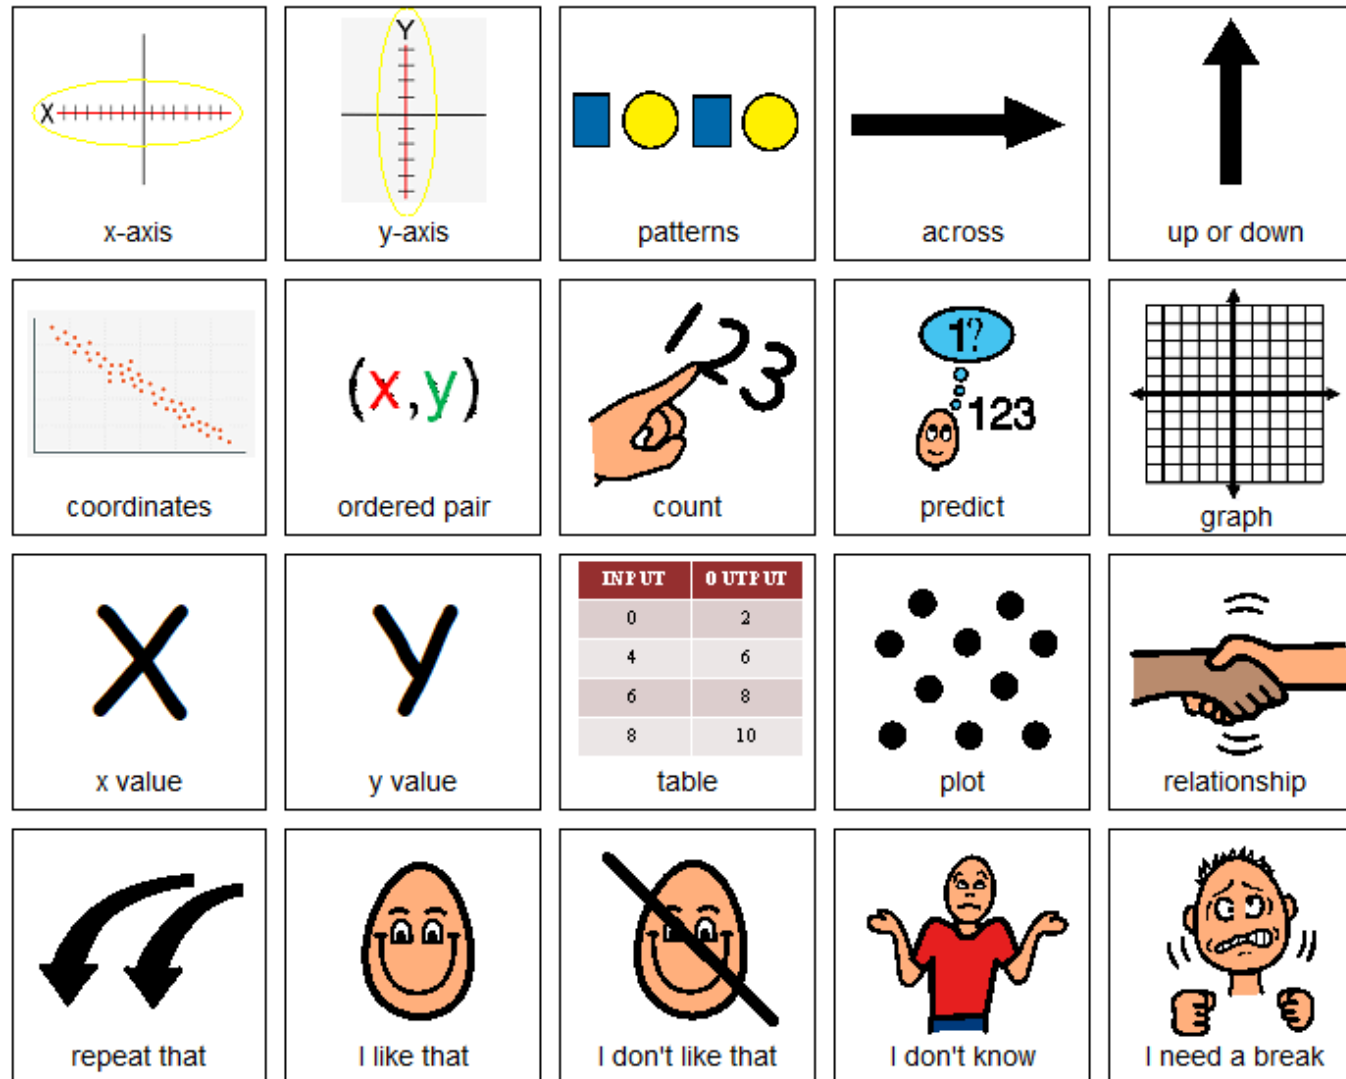 X
x-axis
Y
y-axis
patterns
across
up or down
coordinates
(x,y)
ordered pair
123
count
1?
123
predict
graph
X
x value
y
y value
INPUT OUTPUT
0 2
4 6
6 8
8 10
table
plot
relationship
repeat that
I like that
I don't like that
I don't know
I need a break